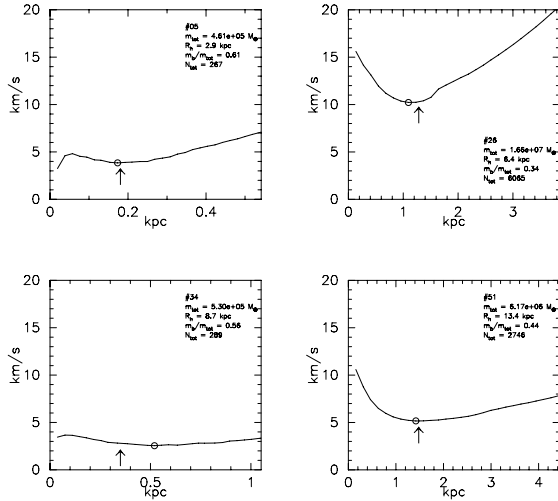 20
15
10
5
0
km/s
0
0.2
0.4
kpc
#05
m_tot = 4.61e+05 M_⊙
R_h = 2.9 kpc
m_b/m_tot = 0.61
N_tot = 267
20
15
10
5
0
km/s
0
1
2
3
kpc
#26
m_tot = 1.66e+07 M_⊙
R_h = 6.4 kpc
m_b/m_tot = 0.34
N_tot = 6065
20
15
10
5
0
km/s
0
0.5
1
kpc
#34
m_tot = 5.30e+05 M_⊙
R_h = 8.7 kpc
m_b/m_tot = 0.56
N_tot = 289
20
15
10
5
0
km/s
0
1
2
3
4
kpc
#51
m_tot = 6.17e+06 M_⊙
R_h = 13.4 kpc
m_b/m_tot = 0.44
N_tot = 2746